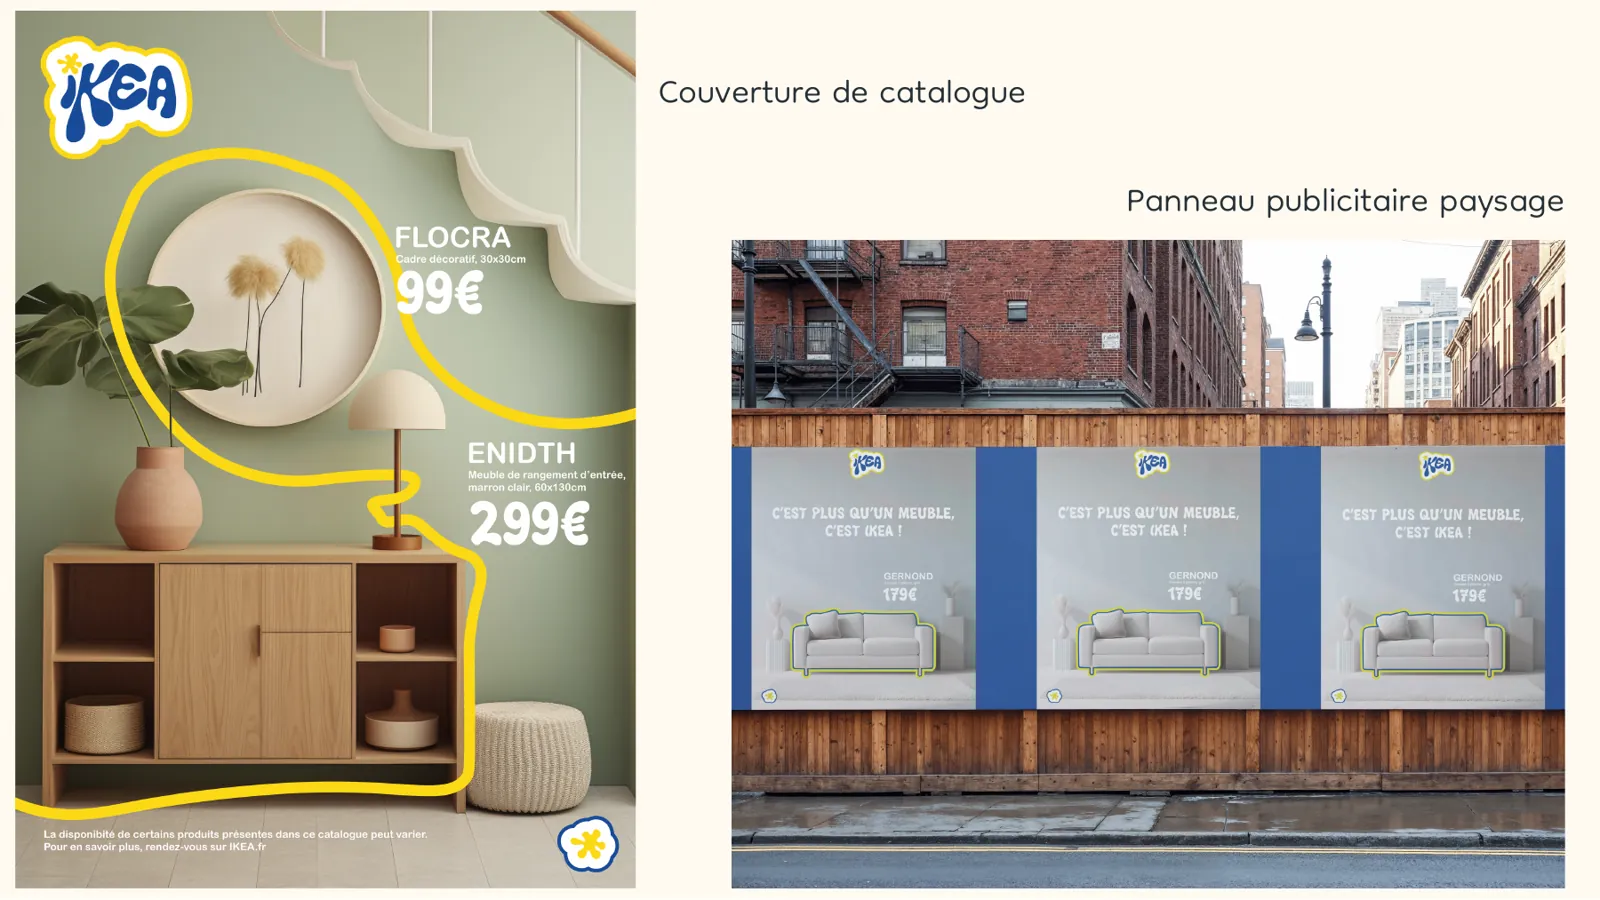 iKEA
Couverture de catalogue
FLOCRA
Cadre décoratif, 30x30cm
99€
ENIDTH
Meuble de rangement d'entrée,
marron clair, 60x130cm
299€
La disponibité de certains produits présentes dans ce catalogue peut varier.
Pour en savoir plus, rendez-vous sur IKEA.fr
Panneau publicitaire paysage
iKEA
C'EST PLUS QU'UN MEUBLE,
C'EST IKEA !
GERNOND
179€
iKEA
C'EST PLUS QU'UN MEUBLE,
C'EST IKEA !
GERNOND
179€
iKEA
C'EST PLUS QU'UN MEUBLE,
C'EST IKEA !
GERNOND
179€